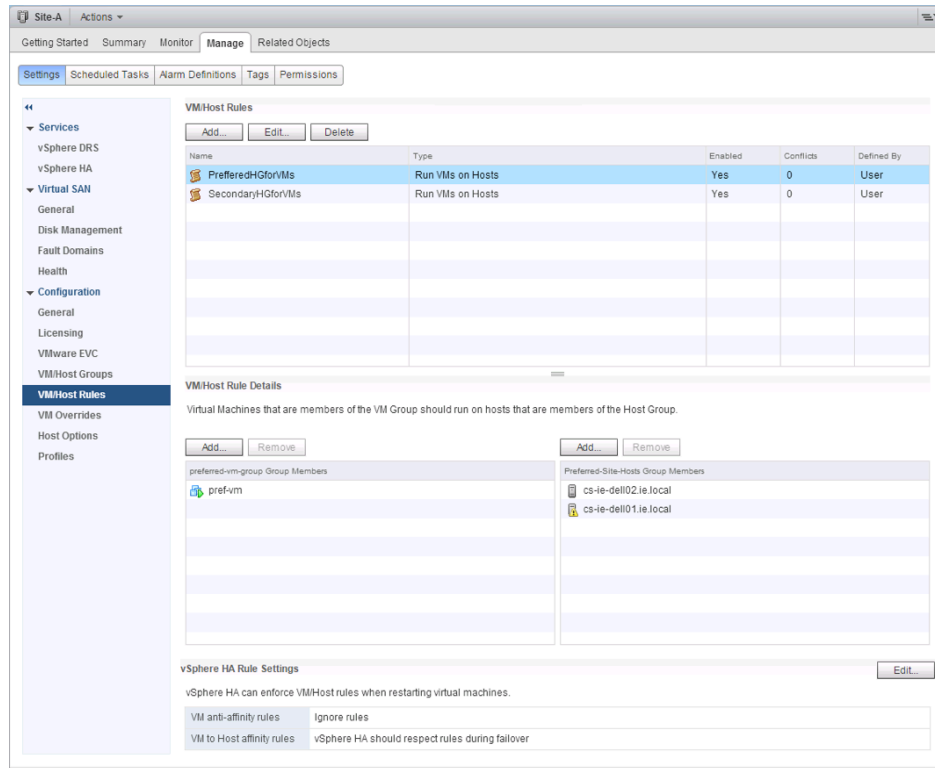 Site-A Actions
Getting Started Summary Monitor Manage Related Objects
Settings Scheduled Tasks Alarm Definitions Tags Permissions
Services
vSphere DRS
vSphere HA
Virtual SAN
General
Disk Management
Fault Domains
Health
Configuration
General
Licensing
VMware EVC
VM/Host Groups
VM/Host Rules
VM Overrides
Host Options
Profiles
VM/Host Rules
Add... Edit... Delete
Name Type Enabled Conflicts Defined By
PrefferedHGforVMs Run VMs on Hosts Yes 0 User
SecondaryHGforVMs Run VMs on Hosts Yes 0 User
VM/Host Rule Details
Virtual Machines that are members of the VM Group should run on hosts that are members of the Host Group.
Add... Remove
preferred-vm-group Group Members
pref-vm
Add... Remove
Preferred-Site-Hosts Group Members
cs-ie-dell02.ie.local
cs-ie-dell01.ie.local
vSphere HA Rule Settings
Edit...
vSphere HA can enforce VM/Host rules when restarting virtual machines.
VM anti-affinity rules Ignore rules
VM to Host affinity rules vSphere HA should respect rules during failover